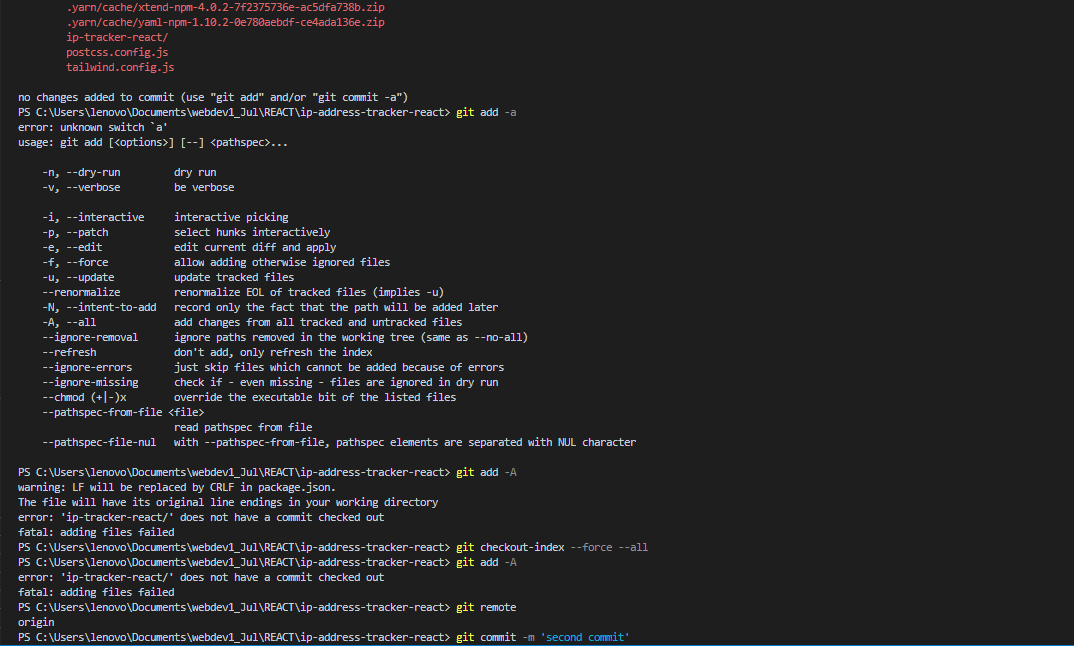 .yarn/cache/xtend-npm-4.0.2-7f2375736e-ac5dfa738b.zip
.yarn/cache/yaml-npm-1.10.2-0e780aebdf-ce4ada136e.zip
ip-tracker-react/
postcss.config.js
tailwind.config.js
no changes added to commit (use "git add" and/or "git commit -a")
PS C:\Users\lenovo\Documents\webdev1_Jul\REACT\ip-address-tracker-react> git add -a
error: unknown switch `a'
usage: git add [<options>] [--] <pathspec>...
-n, --dry-run dry run
-v, --verbose be verbose
-i, --interactive interactive picking
-p, --patch select hunks interactively
-e, --edit edit current diff and apply
-f, --force allow adding otherwise ignored files
-u, --update update tracked files
--renormalize renormalize EOL of tracked files (implies -u)
-N, --intent-to-add record only the fact that the path will be added later
-A, --all add changes from all tracked and untracked files
--ignore-removal ignore paths removed in the working tree (same as --no-all)
--refresh don't add, only refresh the index
--ignore-errors just skip files which cannot be added because of errors
--ignore-missing check if - even missing - files are ignored in dry run
--chmod (+|-)x override the executable bit of the listed files
--pathspec-from-file <file>
read pathspec from file
--pathspec-file-nul with --pathspec-from-file, pathspec elements are separated with NUL character
PS C:\Users\lenovo\Documents\webdev1_Jul\REACT\ip-address-tracker-react> git add -A
warning: LF will be replaced by CRLF in package.json.
The file will have its original line endings in your working directory
error: 'ip-tracker-react/' does not have a commit checked out
fatal: adding files failed
PS C:\Users\lenovo\Documents\webdev1_Jul\REACT\ip-address-tracker-react> git checkout-index --force --all
PS C:\Users\lenovo\Documents\webdev1_Jul\REACT\ip-address-tracker-react> git add -A
error: 'ip-tracker-react/' does not have a commit checked out
fatal: adding files failed
PS C:\Users\lenovo\Documents\webdev1_Jul\REACT\ip-address-tracker-react> git remote
origin
PS C:\Users\lenovo\Documents\webdev1_Jul\REACT\ip-address-tracker-react> git commit -m 'second commit'